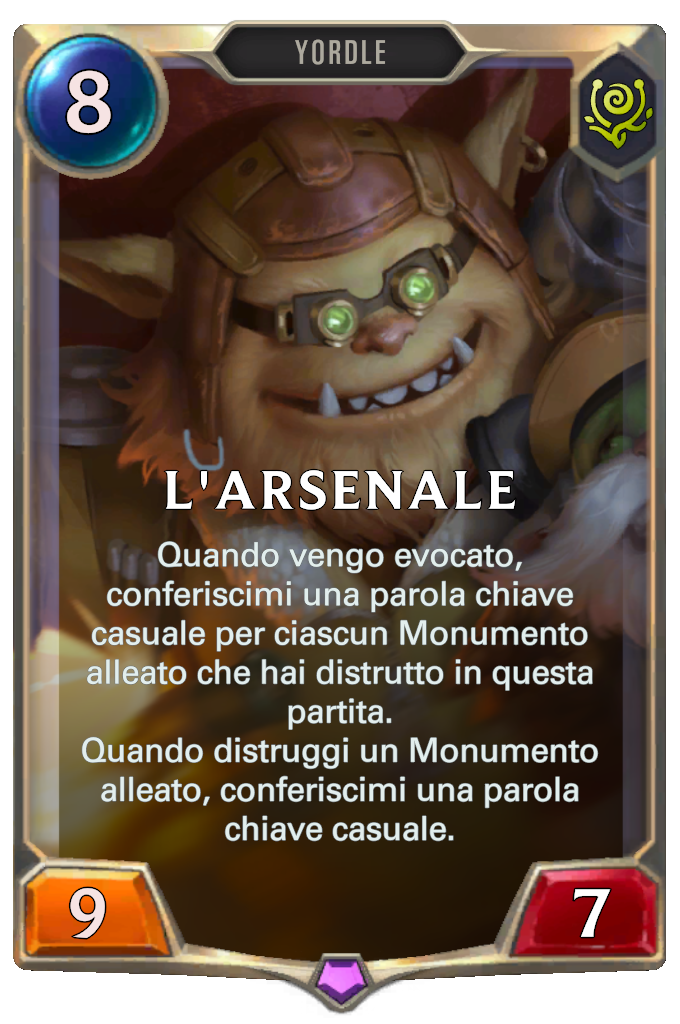 8
YORDLE
L'ARSENALE
Quando vengo evocato,
conferiscimi una parola chiave
casuale per ciascun Monumento
alleato che hai distrutto in questa
partita.
Quando distruggi un Monumento
alleato, conferiscimi una parola
chiave casuale.
9
7